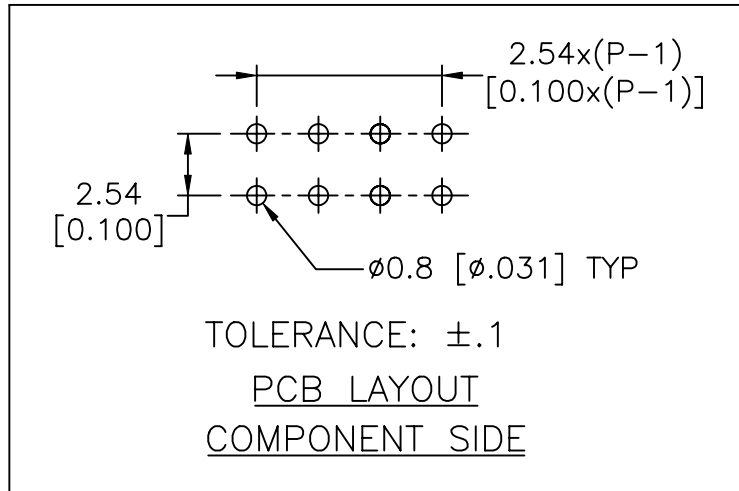 2.54x(P-1)
[0.100x(P-1)]
2.54
[0.100]
⌀0.8 [⌀.031] TYP
TOLERANCE: ±.1
PCB LAYOUT
COMPONENT SIDE